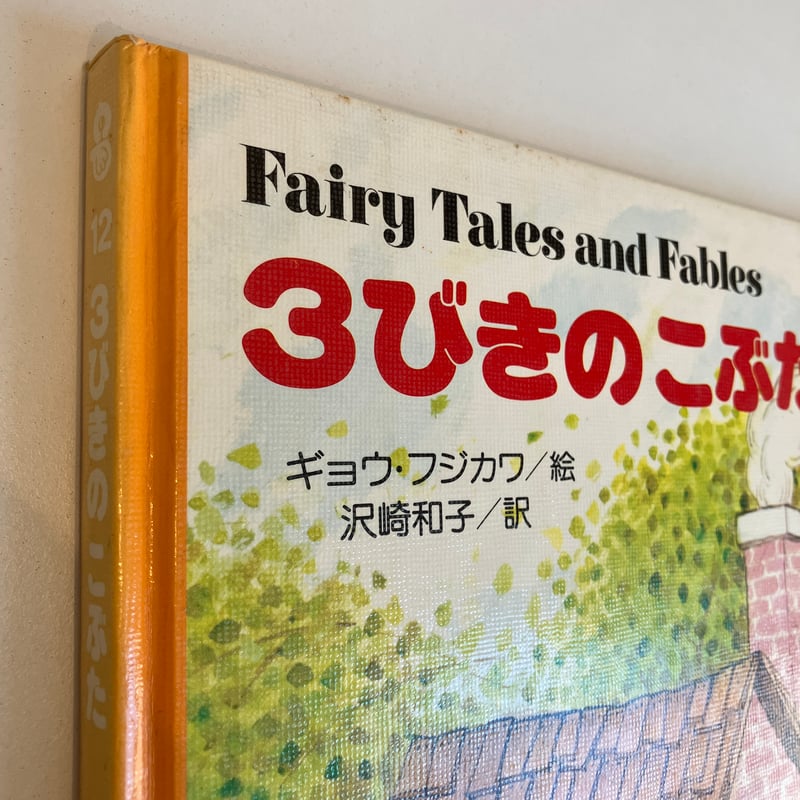 Fairy Tales and Fables
3びきのこぶた
ギョウ・フジカワ/絵
沢崎和子/訳
12 3びきのこぶた